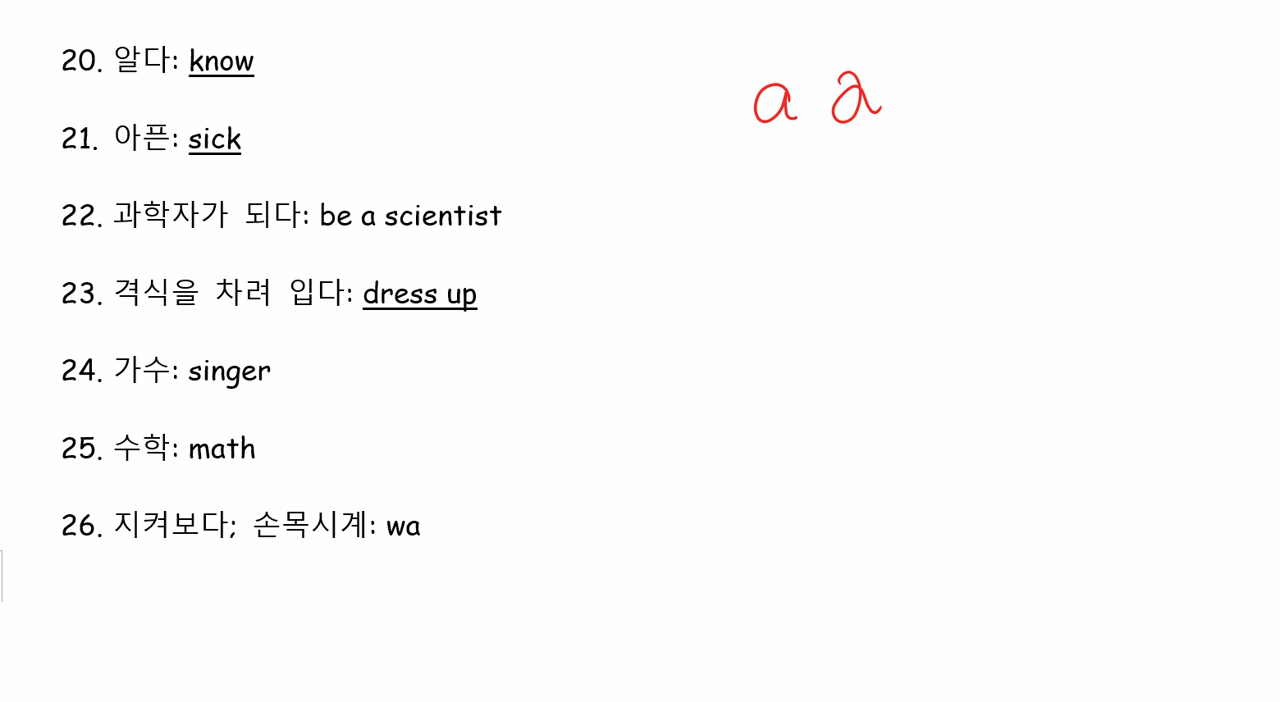 20. 알다: know
a a
21. 아픈: sick
22. 과학자가 되다: be a scientist
23. 격식을 차려 입다: dress up
24. 가수: singer
25. 수학: math
26. 지켜보다; 손목시계: wa